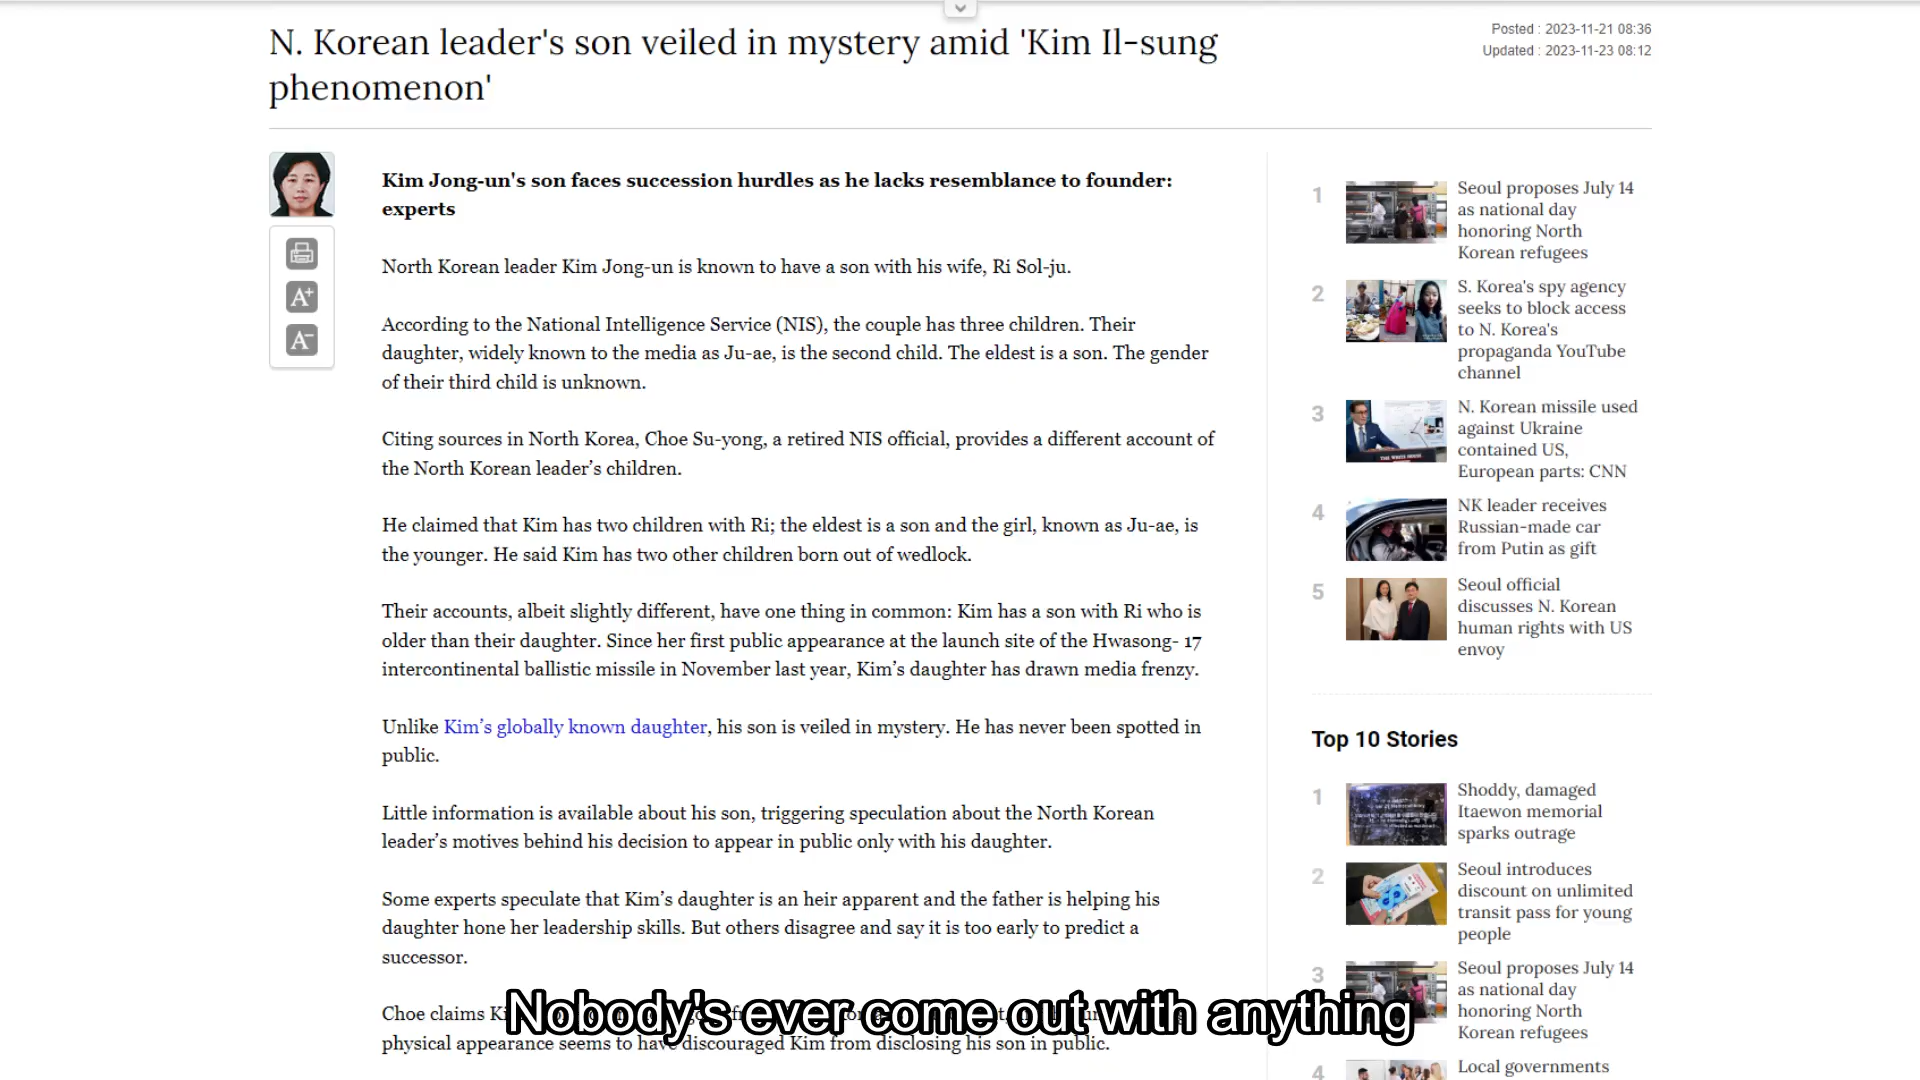 N. Korean leader's son veiled in mystery amid 'Kim Il-sung
phenomenon'
Posted : 2023-11-21 08:36
Updated : 2023-11-23 08:12
A+
A-
Kim Jong-un's son faces succession hurdles as he lacks resemblance to founder:
experts
North Korean leader Kim Jong-un is known to have a son with his wife, Ri Sol-ju.
According to the National Intelligence Service (NIS), the couple has three children. Their
daughter, widely known to the media as Ju-ae, is the second child. The eldest is a son. The gender
of their third child is unknown.
Citing sources in North Korea, Choe Su-yong, a retired NIS official, provides a different account of
the North Korean leader’s children.
He claimed that Kim has two children with Ri; the eldest is a son and the girl, known as Ju-ae, is
the younger. He said Kim has two other children born out of wedlock.
Their accounts, albeit slightly different, have one thing in common: Kim has a son with Ri who is
older than their daughter. Since her first public appearance at the launch site of the Hwasong- 17
intercontinental ballistic missile in November last year, Kim’s daughter has drawn media frenzy.
Unlike Kim’s globally known daughter, his son is veiled in mystery. He has never been spotted in
public.
Little information is available about his son, triggering speculation about the North Korean
leader’s motives behind his decision to appear in public only with his daughter.
Some experts speculate that Kim’s daughter is an heir apparent and the father is helping his
daughter hone her leadership skills. But others disagree and say it is too early to predict a
successor.
Choe claims
physical appearance seems to have discouraged Kim from disclosing his son in public.
Nobody's ever come out with anything
1
Seoul proposes July 14
as national day
honoring North
Korean refugees
2
S. Korea's spy agency
seeks to block access
to N. Korea's
propaganda YouTube
channel
3
N. Korean missile used
against Ukraine
contained US,
European parts: CNN
THE WHITE HOUSE
4
NK leader receives
Russian-made car
from Putin as gift
5
Seoul official
discusses N. Korean
human rights with US
envoy
Top 10 Stories
1
Shoddy, damaged
Itaewon memorial
sparks outrage
2
Seoul introduces
discount on unlimited
transit pass for young
people
3
Seoul proposes July 14
as national day
honoring North
Korean refugees
4
Local governments